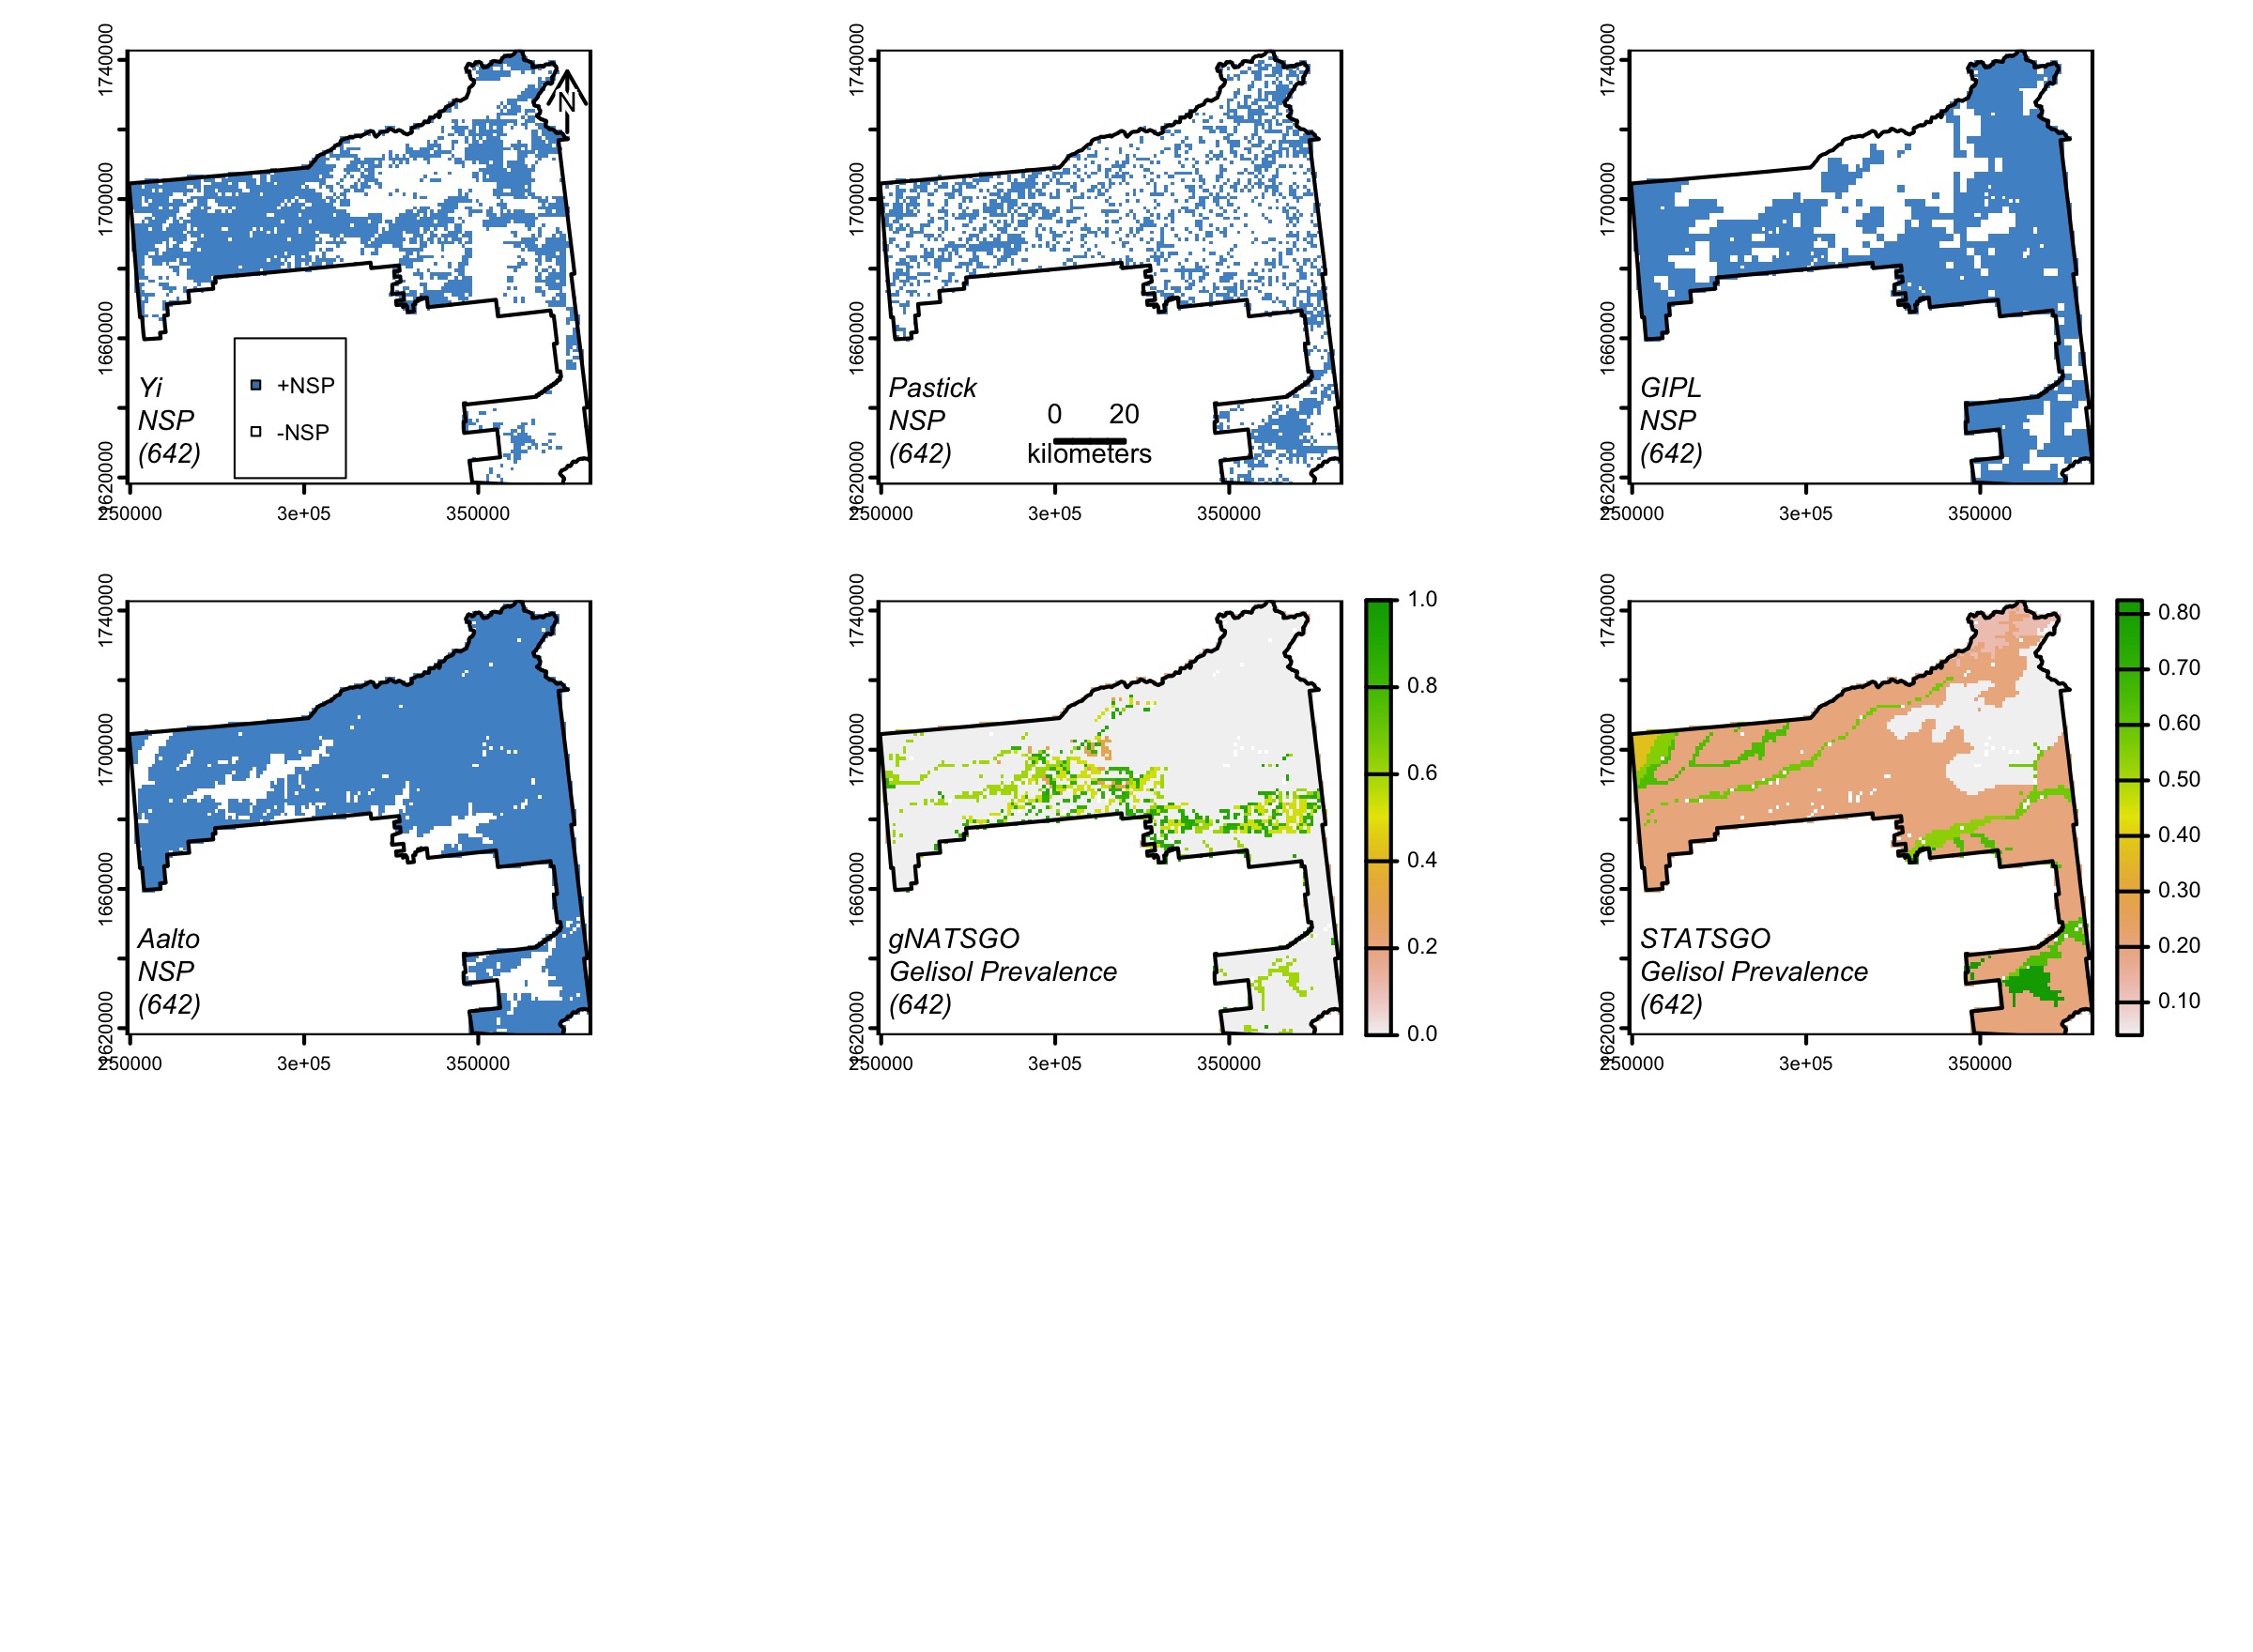 1740000
1700000
1660000
1620000
250000
3e+05
350000
N
Yi
NSP
(642)
+NSP
-NSP
1740000
1700000
1660000
1620000
250000
3e+05
350000
Pastick
NSP
(642)
0 20
kilometers
1740000
1700000
1660000
1620000
250000
3e+05
350000
GIPL
NSP
(642)
1740000
1700000
1660000
1620000
250000
3e+05
350000
Aalto
NSP
(642)
1740000
1700000
1660000
1620000
250000
3e+05
350000
gNATSGO
Gelisol Prevalence
(642)
1.0
0.8
0.6
0.4
0.2
0.0
1740000
1700000
1660000
1620000
250000
3e+05
350000
STATSGO
Gelisol Prevalence
(642)
0.80
0.70
0.60
0.50
0.40
0.30
0.20
0.10